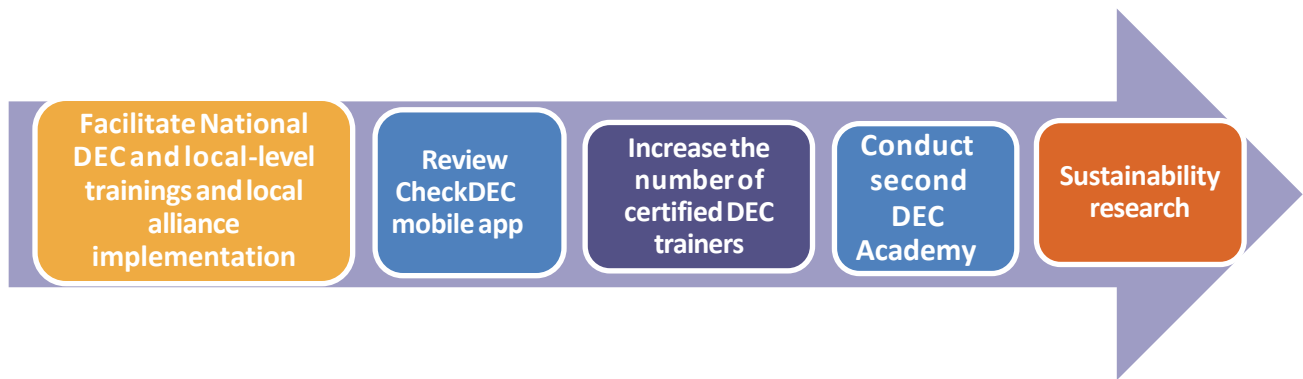 Facilitate National
DEC and local-level
trainings and local
alliance
implementation
Review
CheckDEC
mobile app
Increase the
number of
certified DEC
trainers
Conduct
second
DEC
Academy
Sustainability
research